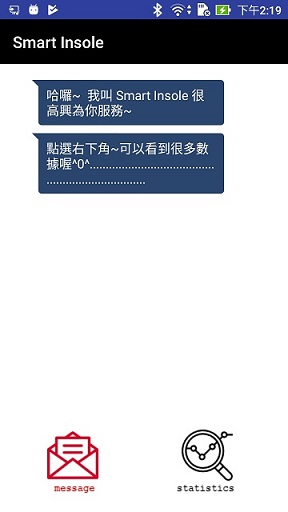 下午2:19
Smart Insole
哈囉~ 我叫 Smart Insole 很
高興為你服務~
點選右下角~可以看到很多數
據喔^0^.......................................
...............................
message
statistics